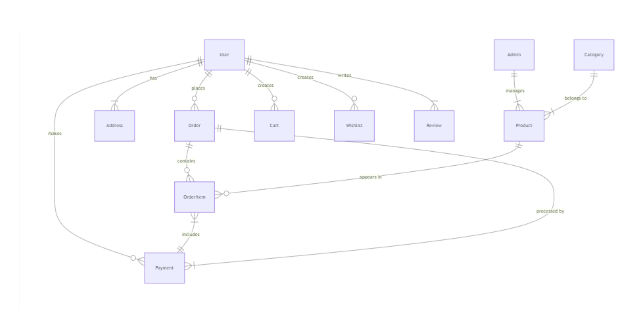 User
Admin
Category
has
places
creates
creates
writes
manages
belongs to
Address
Order
Cart
Wishlist
Review
Product
makes
contains
appears in
OrderItem
processed by
includes
Payment